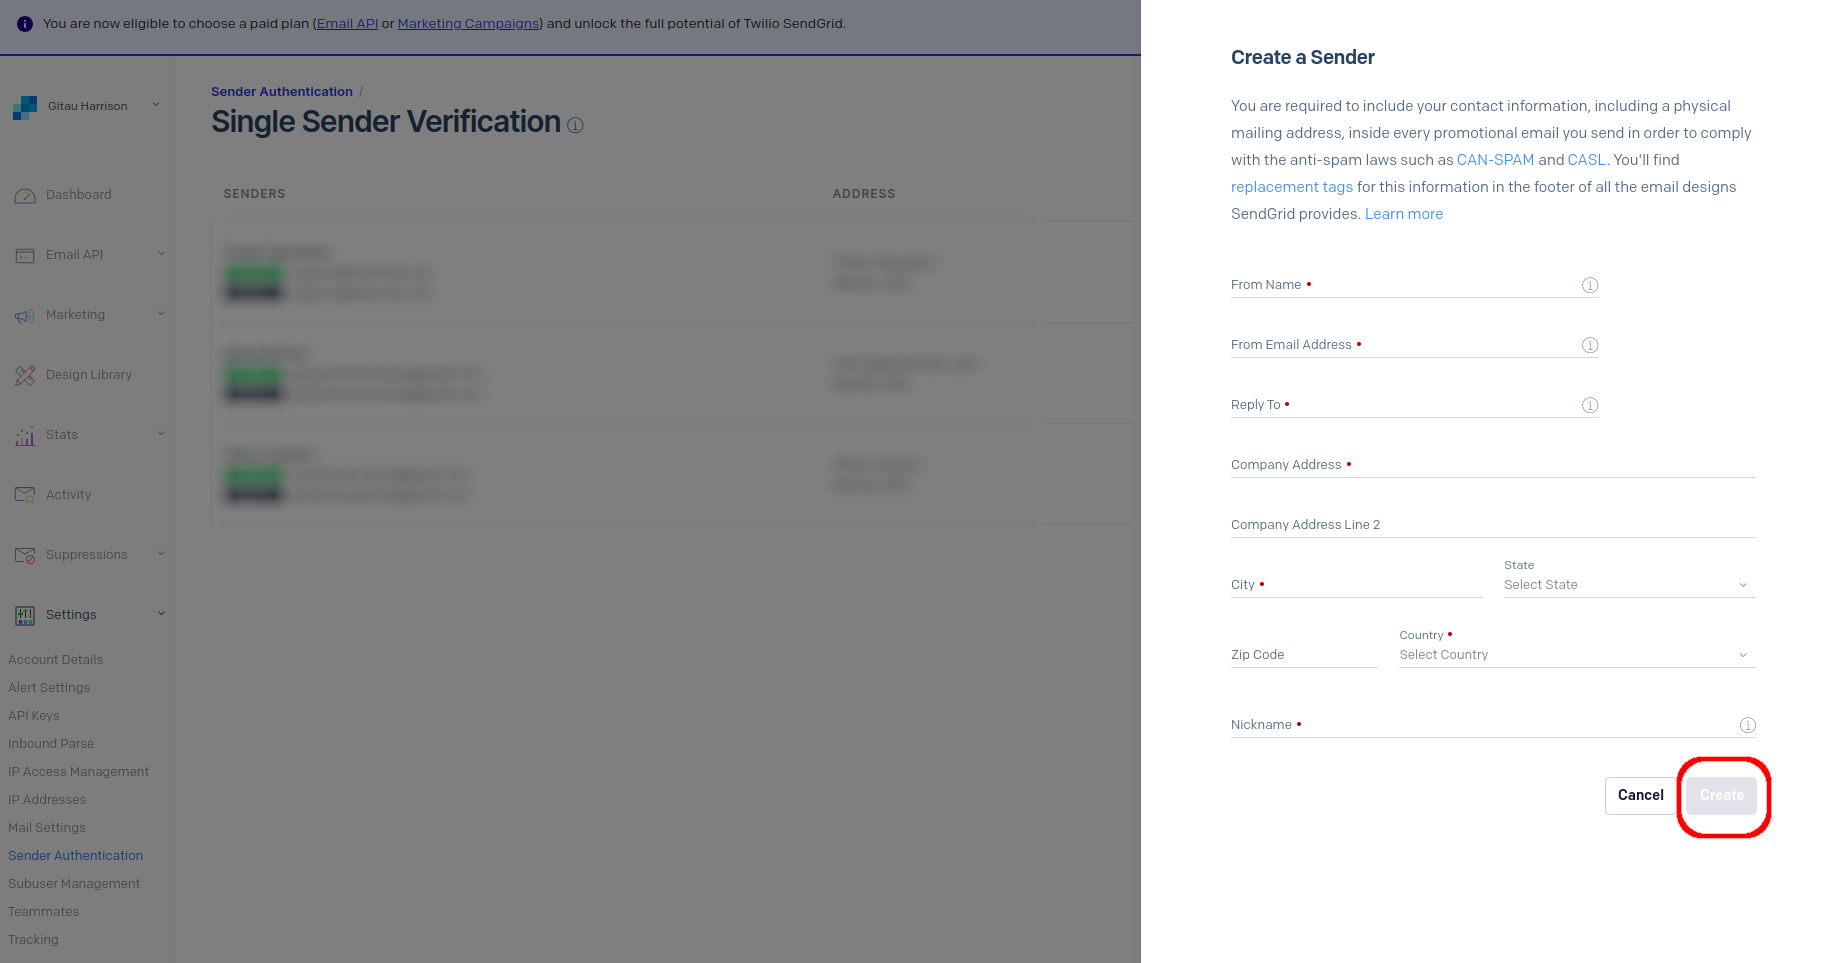 You are now eligible to choose a paid plan (Email API or Marketing Campaigns) and unlock the full potential of Twilio SendGrid.
Gitau Harrison
Dashboard
Email API
Marketing
Design Library
Stats
Activity
Suppressions
Settings
Account Details
Alert Settings
API Keys
Inbound Parse
IP Access Management
IP Addresses
Mail Settings
Sender Authentication
Subuser Management
Teammates
Tracking
Sender Authentication /
Single Sender Verification
SENDERS ADDRESS
Create a Sender
You are required to include your contact information, including a physical
mailing address, inside every promotional email you send in order to comply
with the anti-spam laws such as CAN-SPAM and CASL. You'll find
replacement tags for this information in the footer of all the email designs
SendGrid provides. Learn more
From Name •
From Email Address •
Reply To •
Company Address •
Company Address Line 2
State
City • Select State
Country •
Zip Code Select Country
Nickname •
Cancel Create